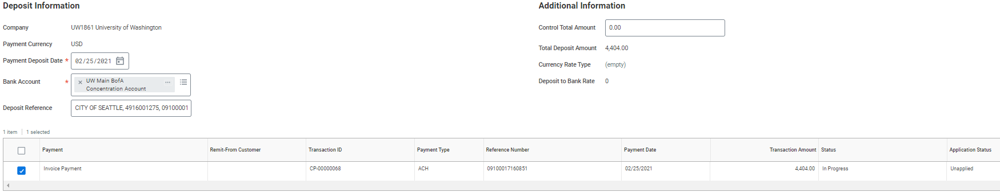 Deposit Information
Company UW1861 University of Washington
Payment Currency USD
Payment Deposit Date * 02/25/2021
Bank Account * × UW Main BofA
Concentration Account
Deposit Reference CITY OF SEATTLE, 4916001275, 09100001
Additional Information
Control Total Amount 0.00
Total Deposit Amount 4,404.00
Currency Rate Type (empty)
Deposit to Bank Rate 0
1 item | 1 selected
Payment Remit-From Customer Transaction ID Payment Type Reference Number Payment Date Transaction Amount Status Application Status
Invoice Payment CP-00000068 ACH 09100017160851 02/25/2021 4,404.00 In Progress Unapplied